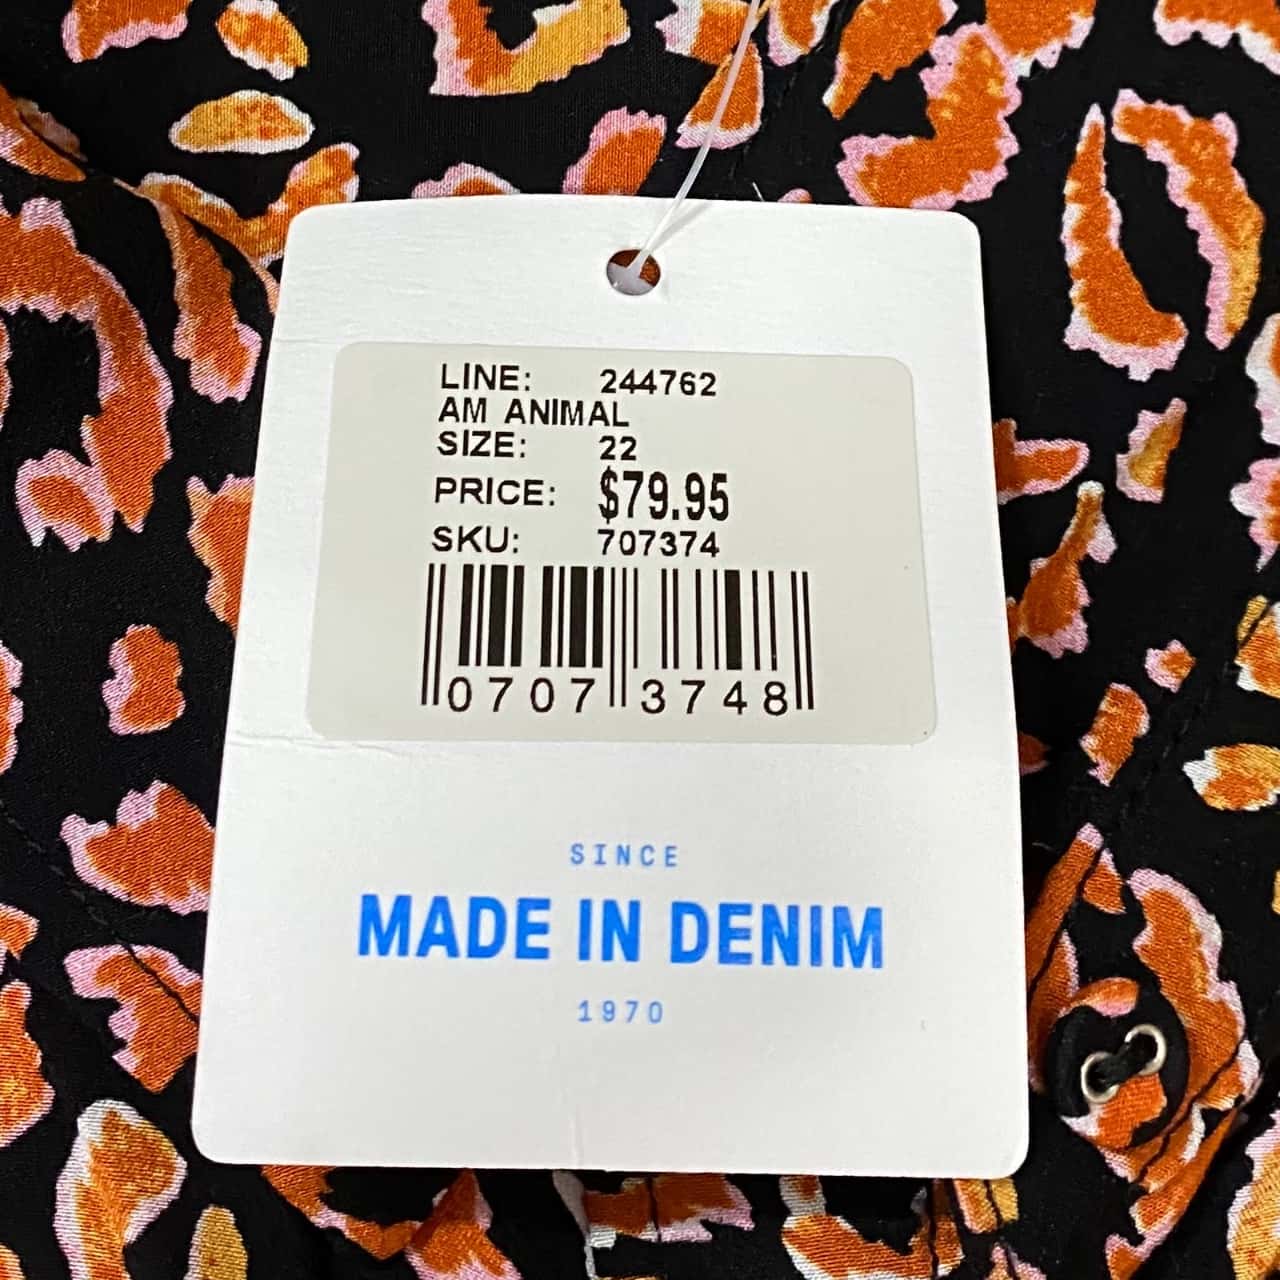 LINE: 244762
AM ANIMAL
SIZE: 22
PRICE: $79.95
SKU: 707374
0707 3748
SINCE
MADE IN DENIM
1970